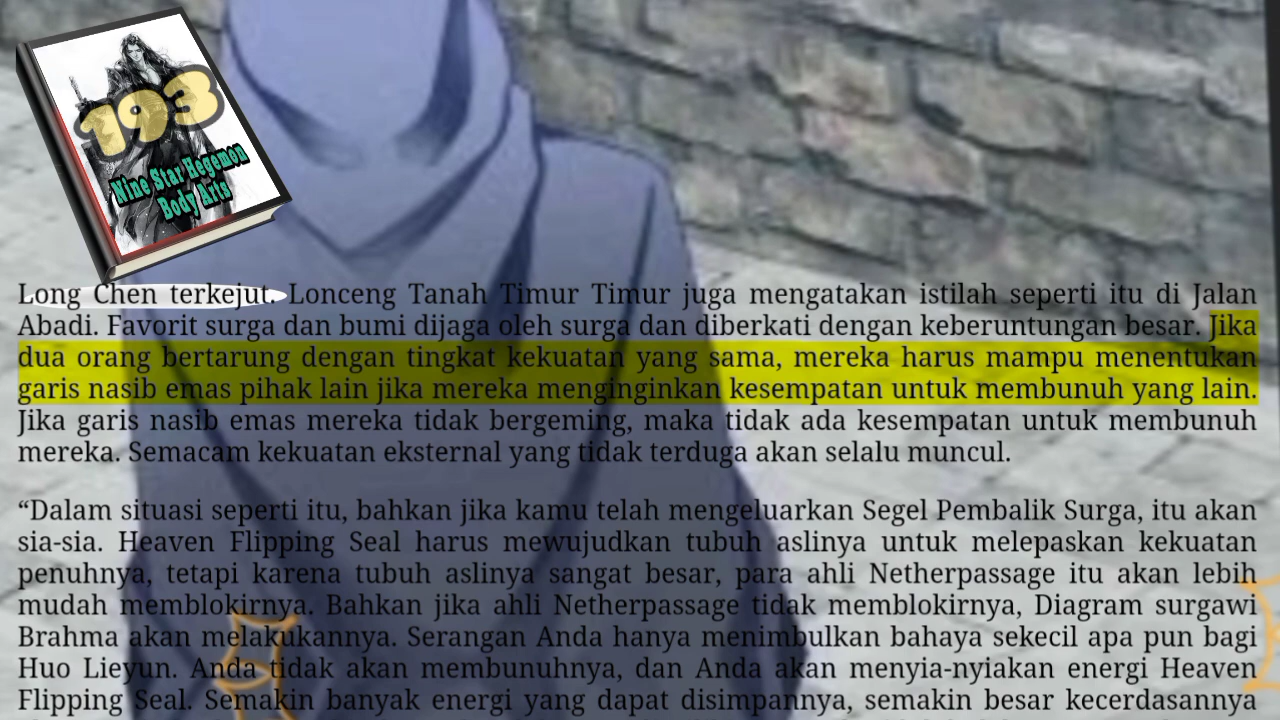 193
Nine Star Hegemon
Body Arts
Long Chen terkejut. Lonceng Tanah Timur Timur juga mengatakan istilah seperti itu di Jalan
Abadi. Favorit surga dan bumi dijaga oleh surga dan diberkati dengan keberuntungan besar. Jika
dua orang bertarung dengan tingkat kekuatan yang sama, mereka harus mampu menentukan
garis nasib emas pihak lain jika mereka menginginkan kesempatan untuk membunuh yang lain.
Jika garis nasib emas mereka tidak bergeming, maka tidak ada kesempatan untuk membunuh
mereka. Semacam kekuatan eksternal yang tidak terduga akan selalu muncul.
“Dalam situasi seperti itu, bahkan jika kamu telah mengeluarkan Segel Pembalik Surga, itu akan
sia-sia. Heaven Flipping Seal harus mewujudkan tubuh aslinya untuk melepaskan kekuatan
penuhnya, tetapi karena tubuh aslinya sangat besar, para ahli Netherpassage itu akan lebih
mudah memblokirnya. Bahkan jika ahli Netherpassage tidak memblokirnya, Diagram surgawi
Brahma akan melakukannya. Serangan Anda hanya menimbulkan bahaya sekecil apa pun bagi
Huo Lieyun. Anda tidak akan membunuhnya, dan Anda akan menyia-nyiakan energi Heaven
Flipping Seal. Semakin banyak energi yang dapat disimpannya, semakin besar kecerdasannya